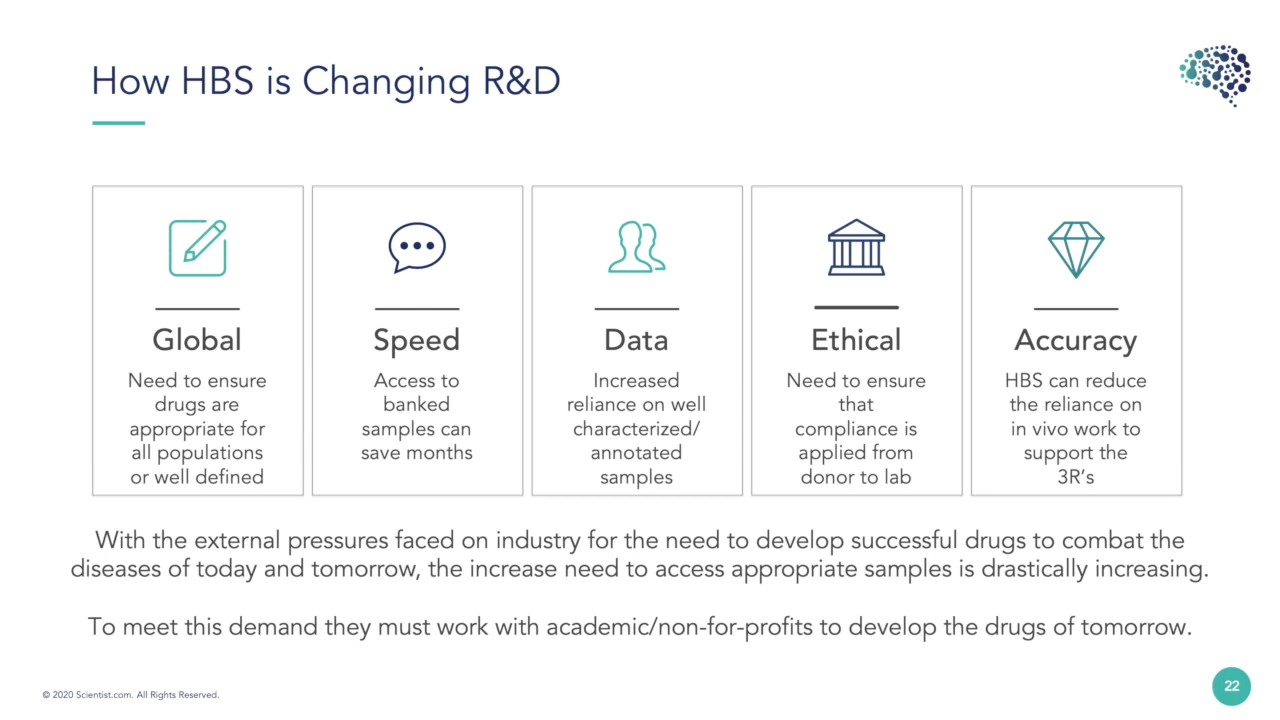 How HBS is Changing R&D
Global
Need to ensure
drugs are
appropriate for
all populations
or well defined
Speed
Access to
banked
samples can
save months
Data
Increased
reliance on well
characterized/
annotated
samples
Ethical
Need to ensure
that
compliance is
applied from
donor to lab
Accuracy
HBS can reduce
the reliance on
in vivo work to
support the
3R's
With the external pressures faced on industry for the need to develop successful drugs to combat the
diseases of today and tomorrow, the increase need to access appropriate samples is drastically increasing.
To meet this demand they must work with academic/non-for-profits to develop the drugs of tomorrow.
© 2020 Scientist.com. All Rights Reserved.
22